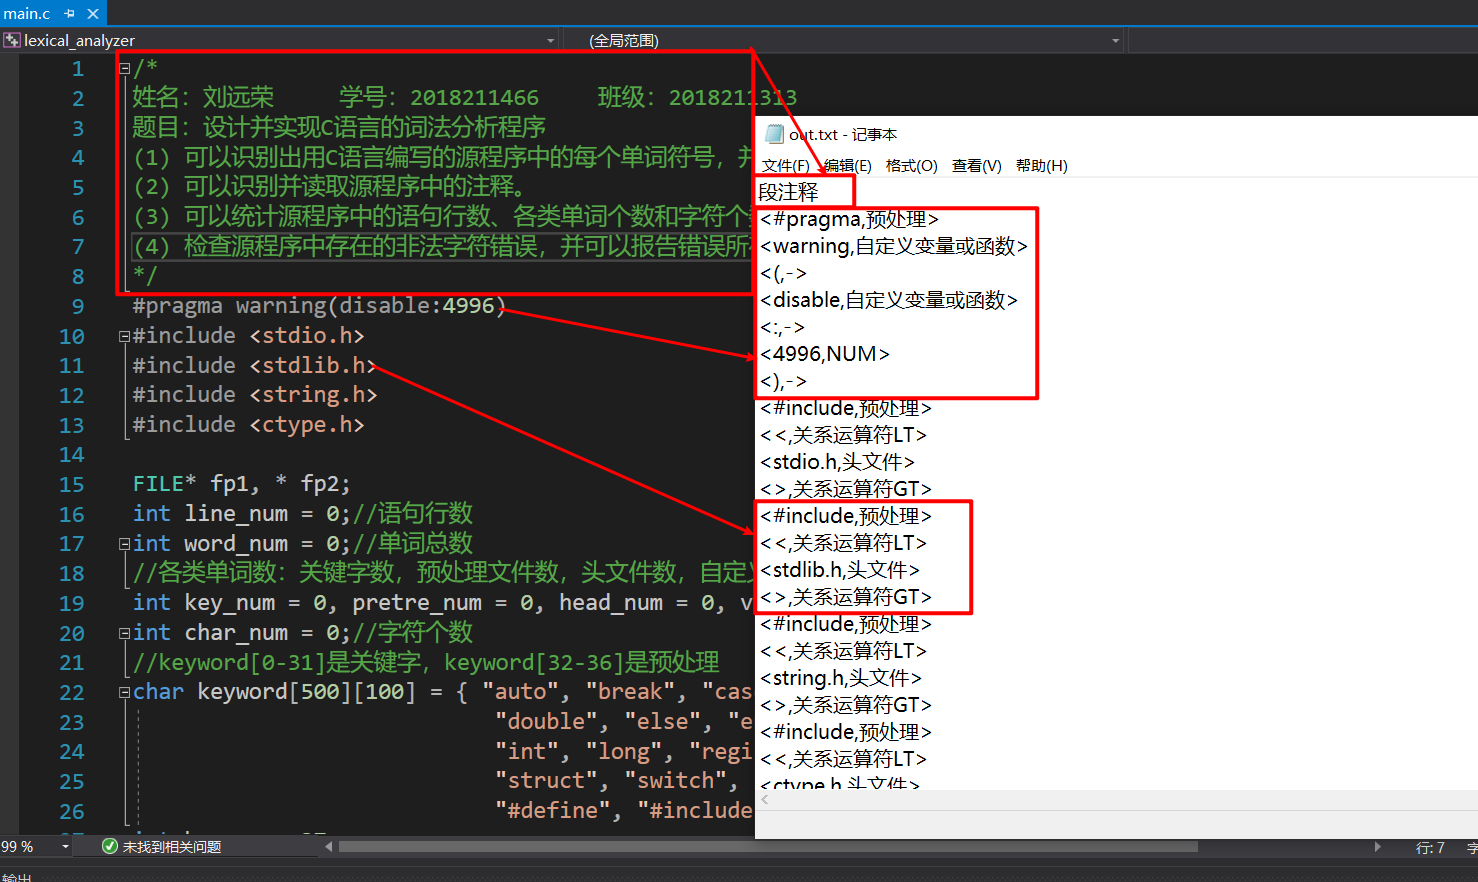 main.c
lexical_analyzer
(全局范围)
1 /*
2 姓名：刘远荣 学号：2018211466 班级：2018211313
3 题目：设计并实现C语言的词法分析程序
4 (1) 可以识别出用C语言编写的源程序中的每个单词符号，并
5 (2) 可以识别并读取源程序中的注释。
6 (3) 可以统计源程序中的语句行数、各类单词个数和字符个数
7 (4) 检查源程序中存在的非法字符错误，并可以报告错误所在
8 */
9 #pragma warning(disable:4996)
10 #include <stdio.h>
11 #include <stdlib.h>
12 #include <string.h>
13 #include <ctype.h>
14
15 FILE* fp1, * fp2;
16 int line_num = 0;//语句行数
17 int word_num = 0;//单词总数
18 //各类单词数：关键字数，预处理文件数，头文件数，自定义
19 int key_num = 0, pretre_num = 0, head_num = 0, v
20 int char_num = 0;//字符个数
21 //keyword[0-31]是关键字，keyword[32-36]是预处理
22 char keyword[500][100] = { "auto", "break", "cas
23 "double", "else", "e
24 "int", "long", "regi
25 "struct", "switch",
26 "#define", "#include
out.txt - 记事本
文件(F) 编辑(E) 格式(O) 查看(V) 帮助(H)
段注释
<#pragma,预处理>
<warning,自定义变量或函数>
<(,->
<disable,自定义变量或函数>
<:,->
<4996,NUM>
<),->
<#include,预处理>
<<,关系运算符LT>
<stdio.h,头文件>
<>,关系运算符GT>
<#include,预处理>
<<,关系运算符LT>
<stdlib.h,头文件>
<>,关系运算符GT>
<#include,预处理>
<<,关系运算符LT>
<string.h,头文件>
<>,关系运算符GT>
<#include,预处理>
<<,关系运算符LT>
<ctype.h,头文件>
99 %
未找到相关问题
行: 7
字
输出